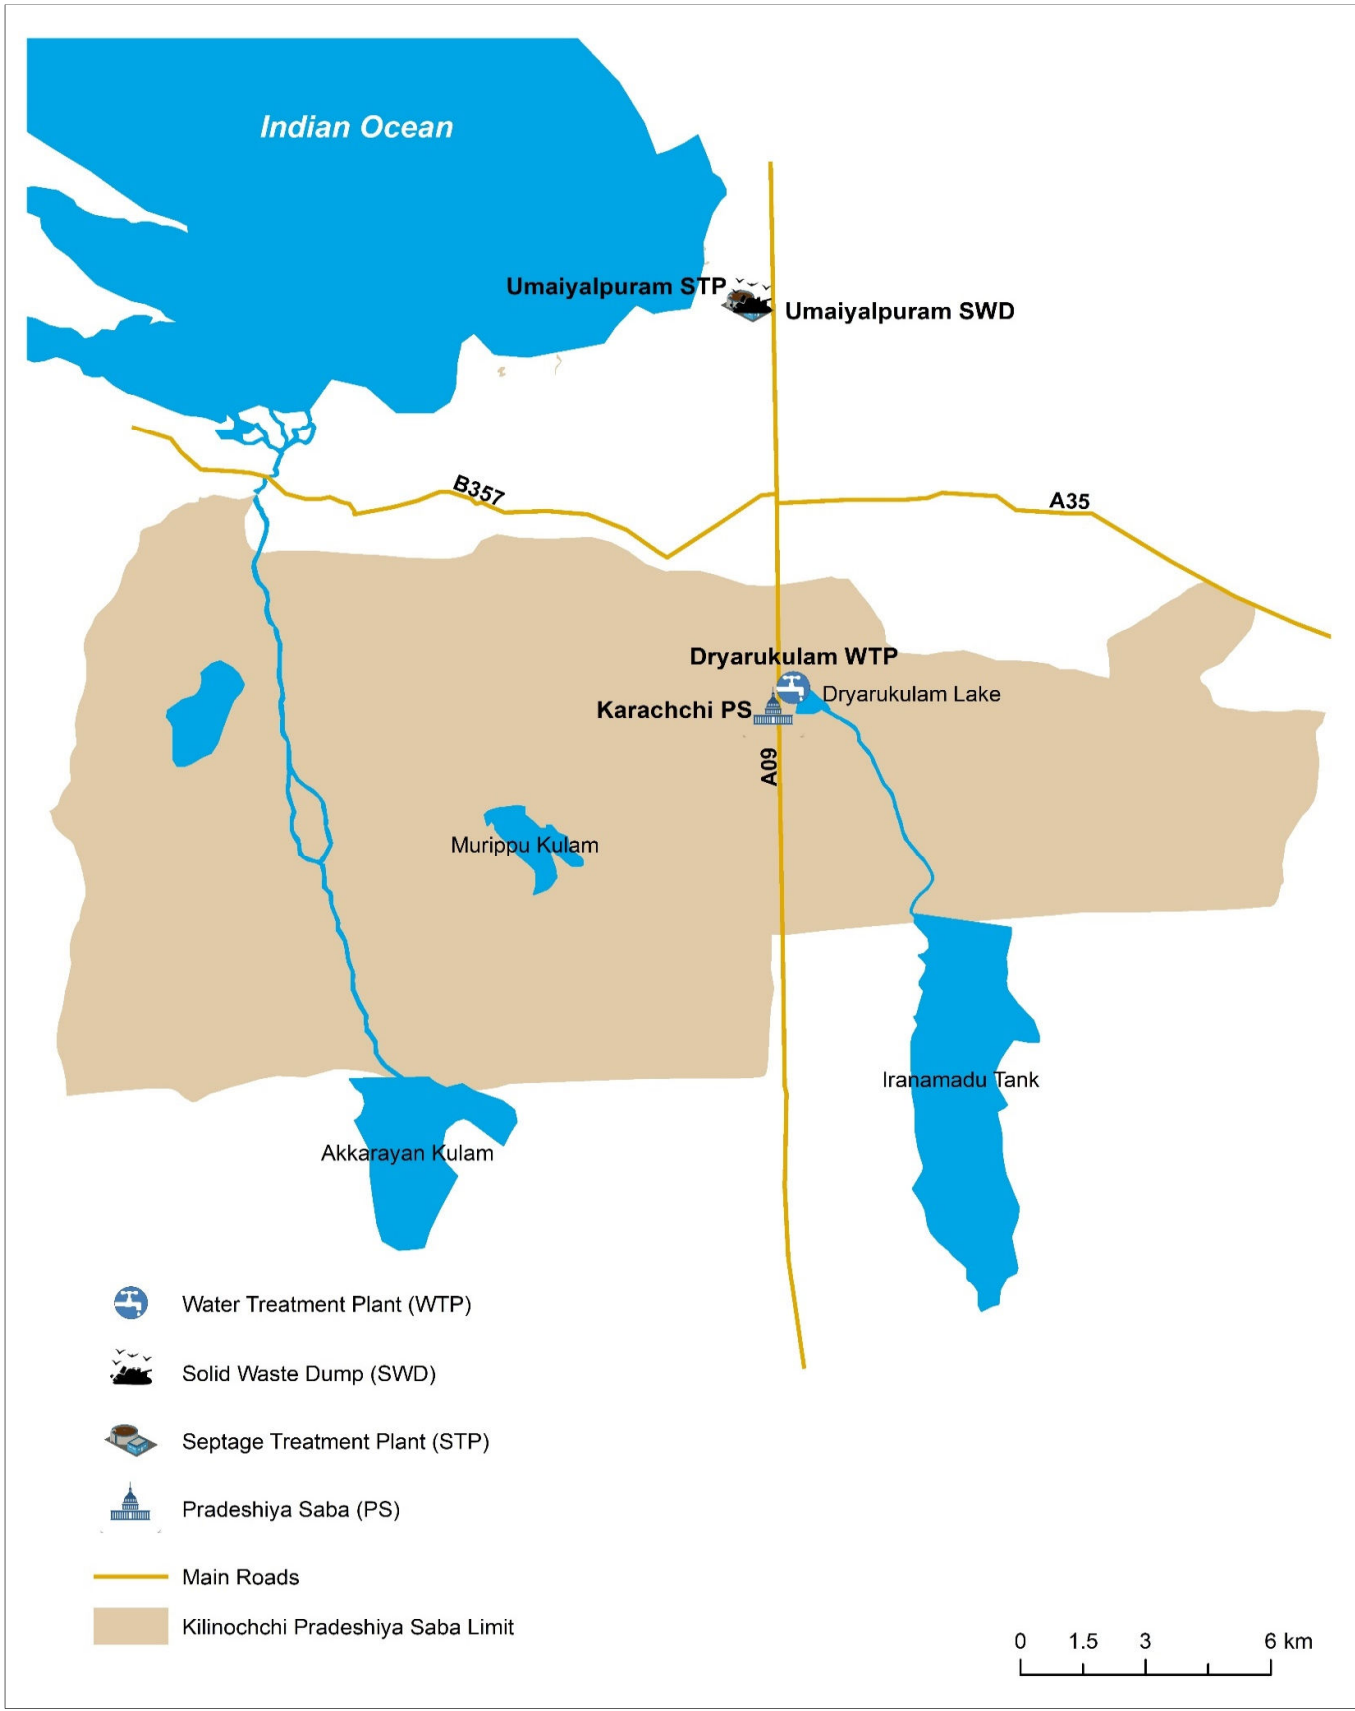 Indian Ocean
Umaiyalpuram STP
Umaiyalpuram SWD
B357
A35
Dryarukulam WTP
Dryarukulam Lake
Karachchi PS
A09
Murippu Kulam
Iranamadu Tank
Akkarayan Kulam
Water Treatment Plant (WTP)
Solid Waste Dump (SWD)
Septage Treatment Plant (STP)
Pradeshiya Saba (PS)
Main Roads
Kilinochchi Pradeshiya Saba Limit
0 1.5 3 6 km